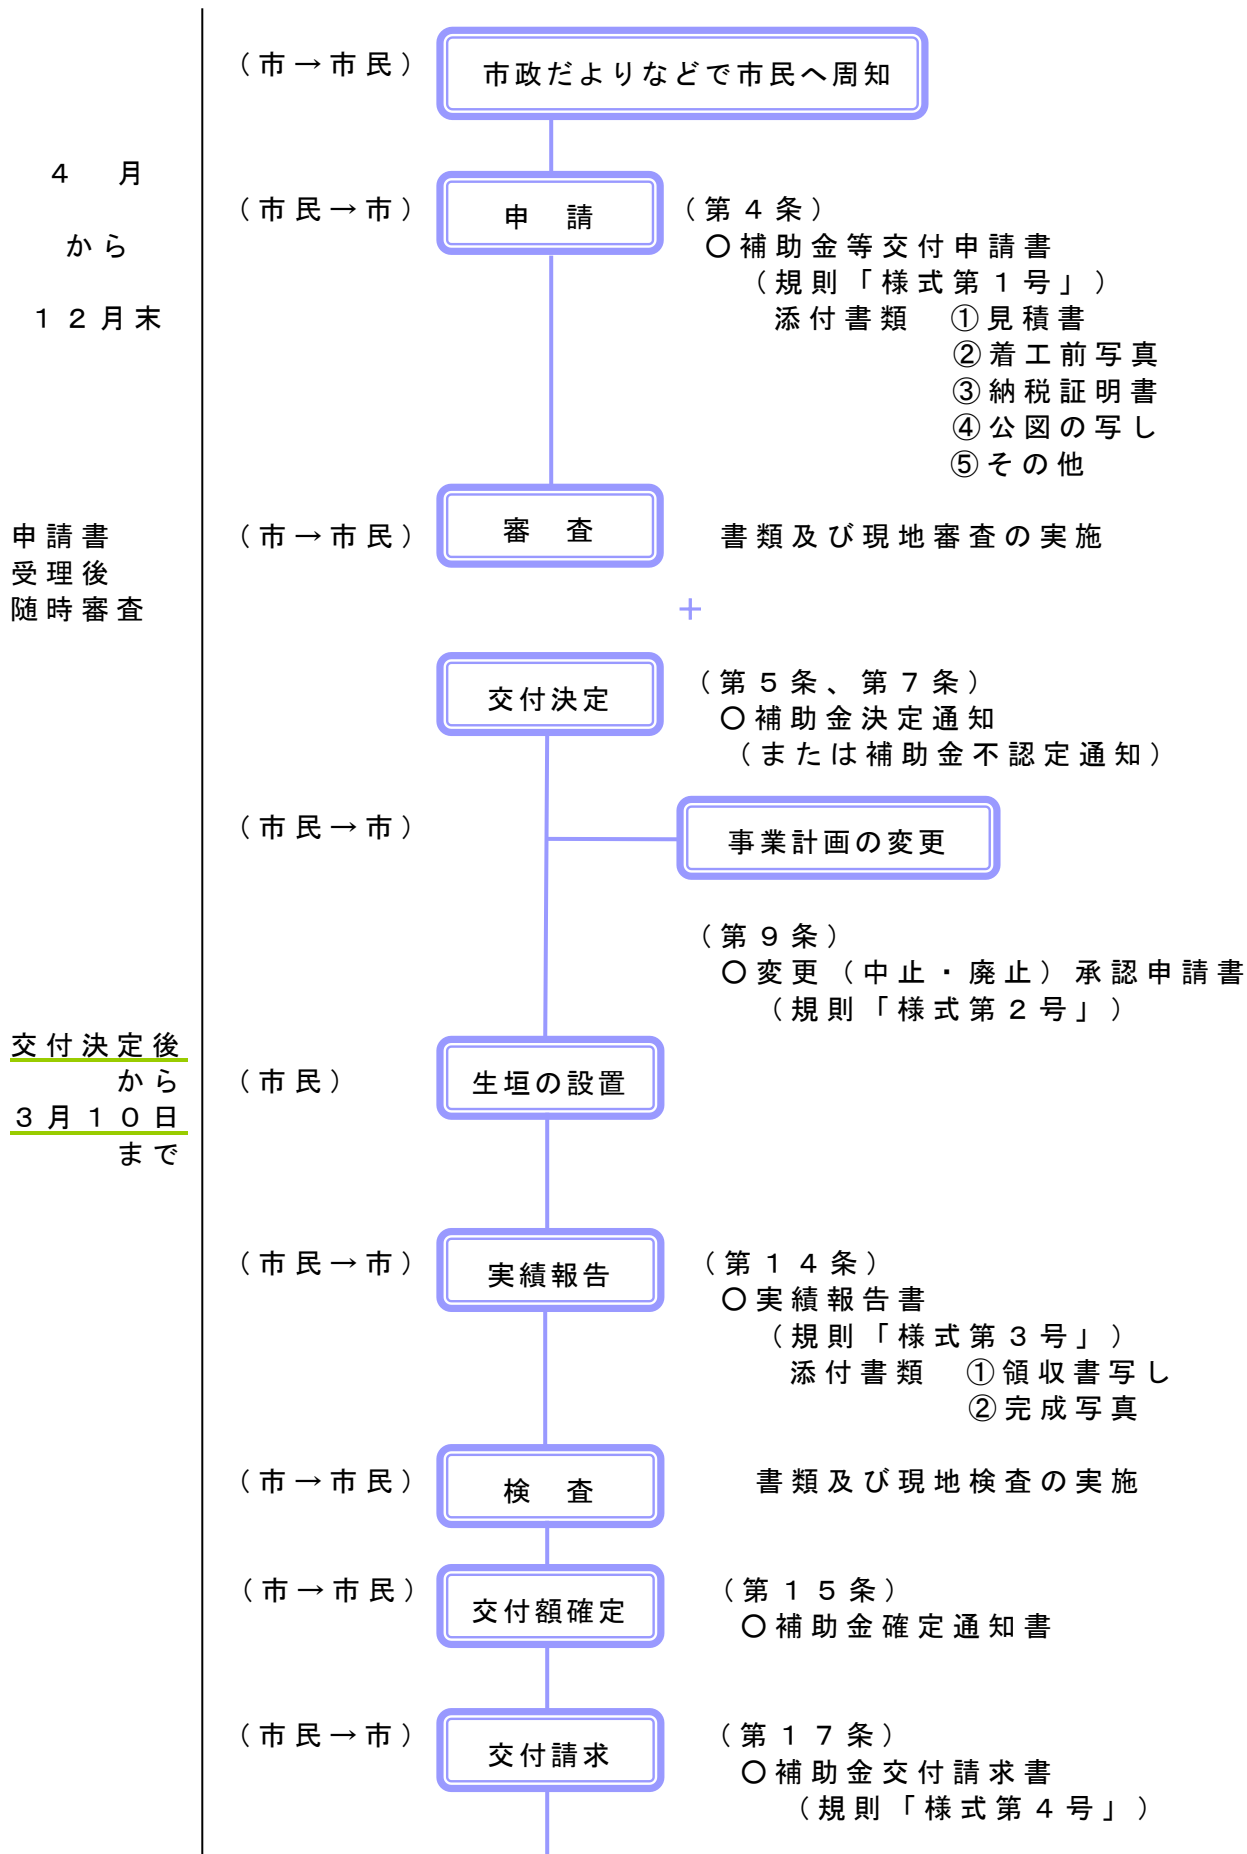 （市→市民）
市政だよりなどで市民へ周知
４　月
から
１２月末
（市民→市）
申　請
（第４条）
〇補助金等交付申請書
（規則「様式第１号」）
添付書類　①見積書
②着工前写真
③納税証明書
④公図の写し
⑤その他
申請書
受理後
随時審査
（市→市民）
審　査
書類及び現地審査の実施
＋
交付決定
（第５条、第７条）
〇補助金決定通知
（または補助金不認定通知）
（市民→市）
事業計画の変更
（第９条）
〇変更（中止・廃止）承認申請書
（規則「様式第２号」）
交付決定後
から
３月１０日
まで
（市民）
生垣の設置
（市民→市）
実績報告
（第１４条）
〇実績報告書
（規則「様式第３号」）
添付書類　①領収書写し
②完成写真
（市→市民）
検　査
書類及び現地検査の実施
（市→市民）
交付額確定
（第１５条）
〇補助金確定通知書
（市民→市）
交付請求
（第１７条）
〇補助金交付請求書
（規則「様式第４号」）